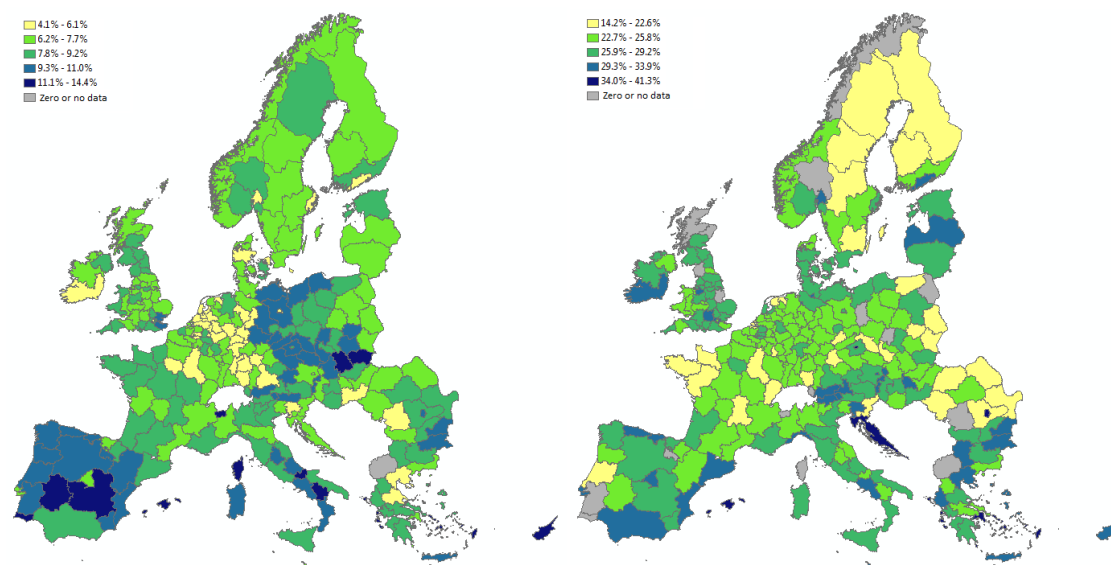 4.1% - 6.1%
6.2% - 7.7%
7.8% - 9.2%
9.3% - 11.0%
11.1% - 14.4%
Zero or no data
14.2% - 22.6%
22.7% - 25.8%
25.9% - 29.2%
29.3% - 33.9%
34.0% - 41.3%
Zero or no data